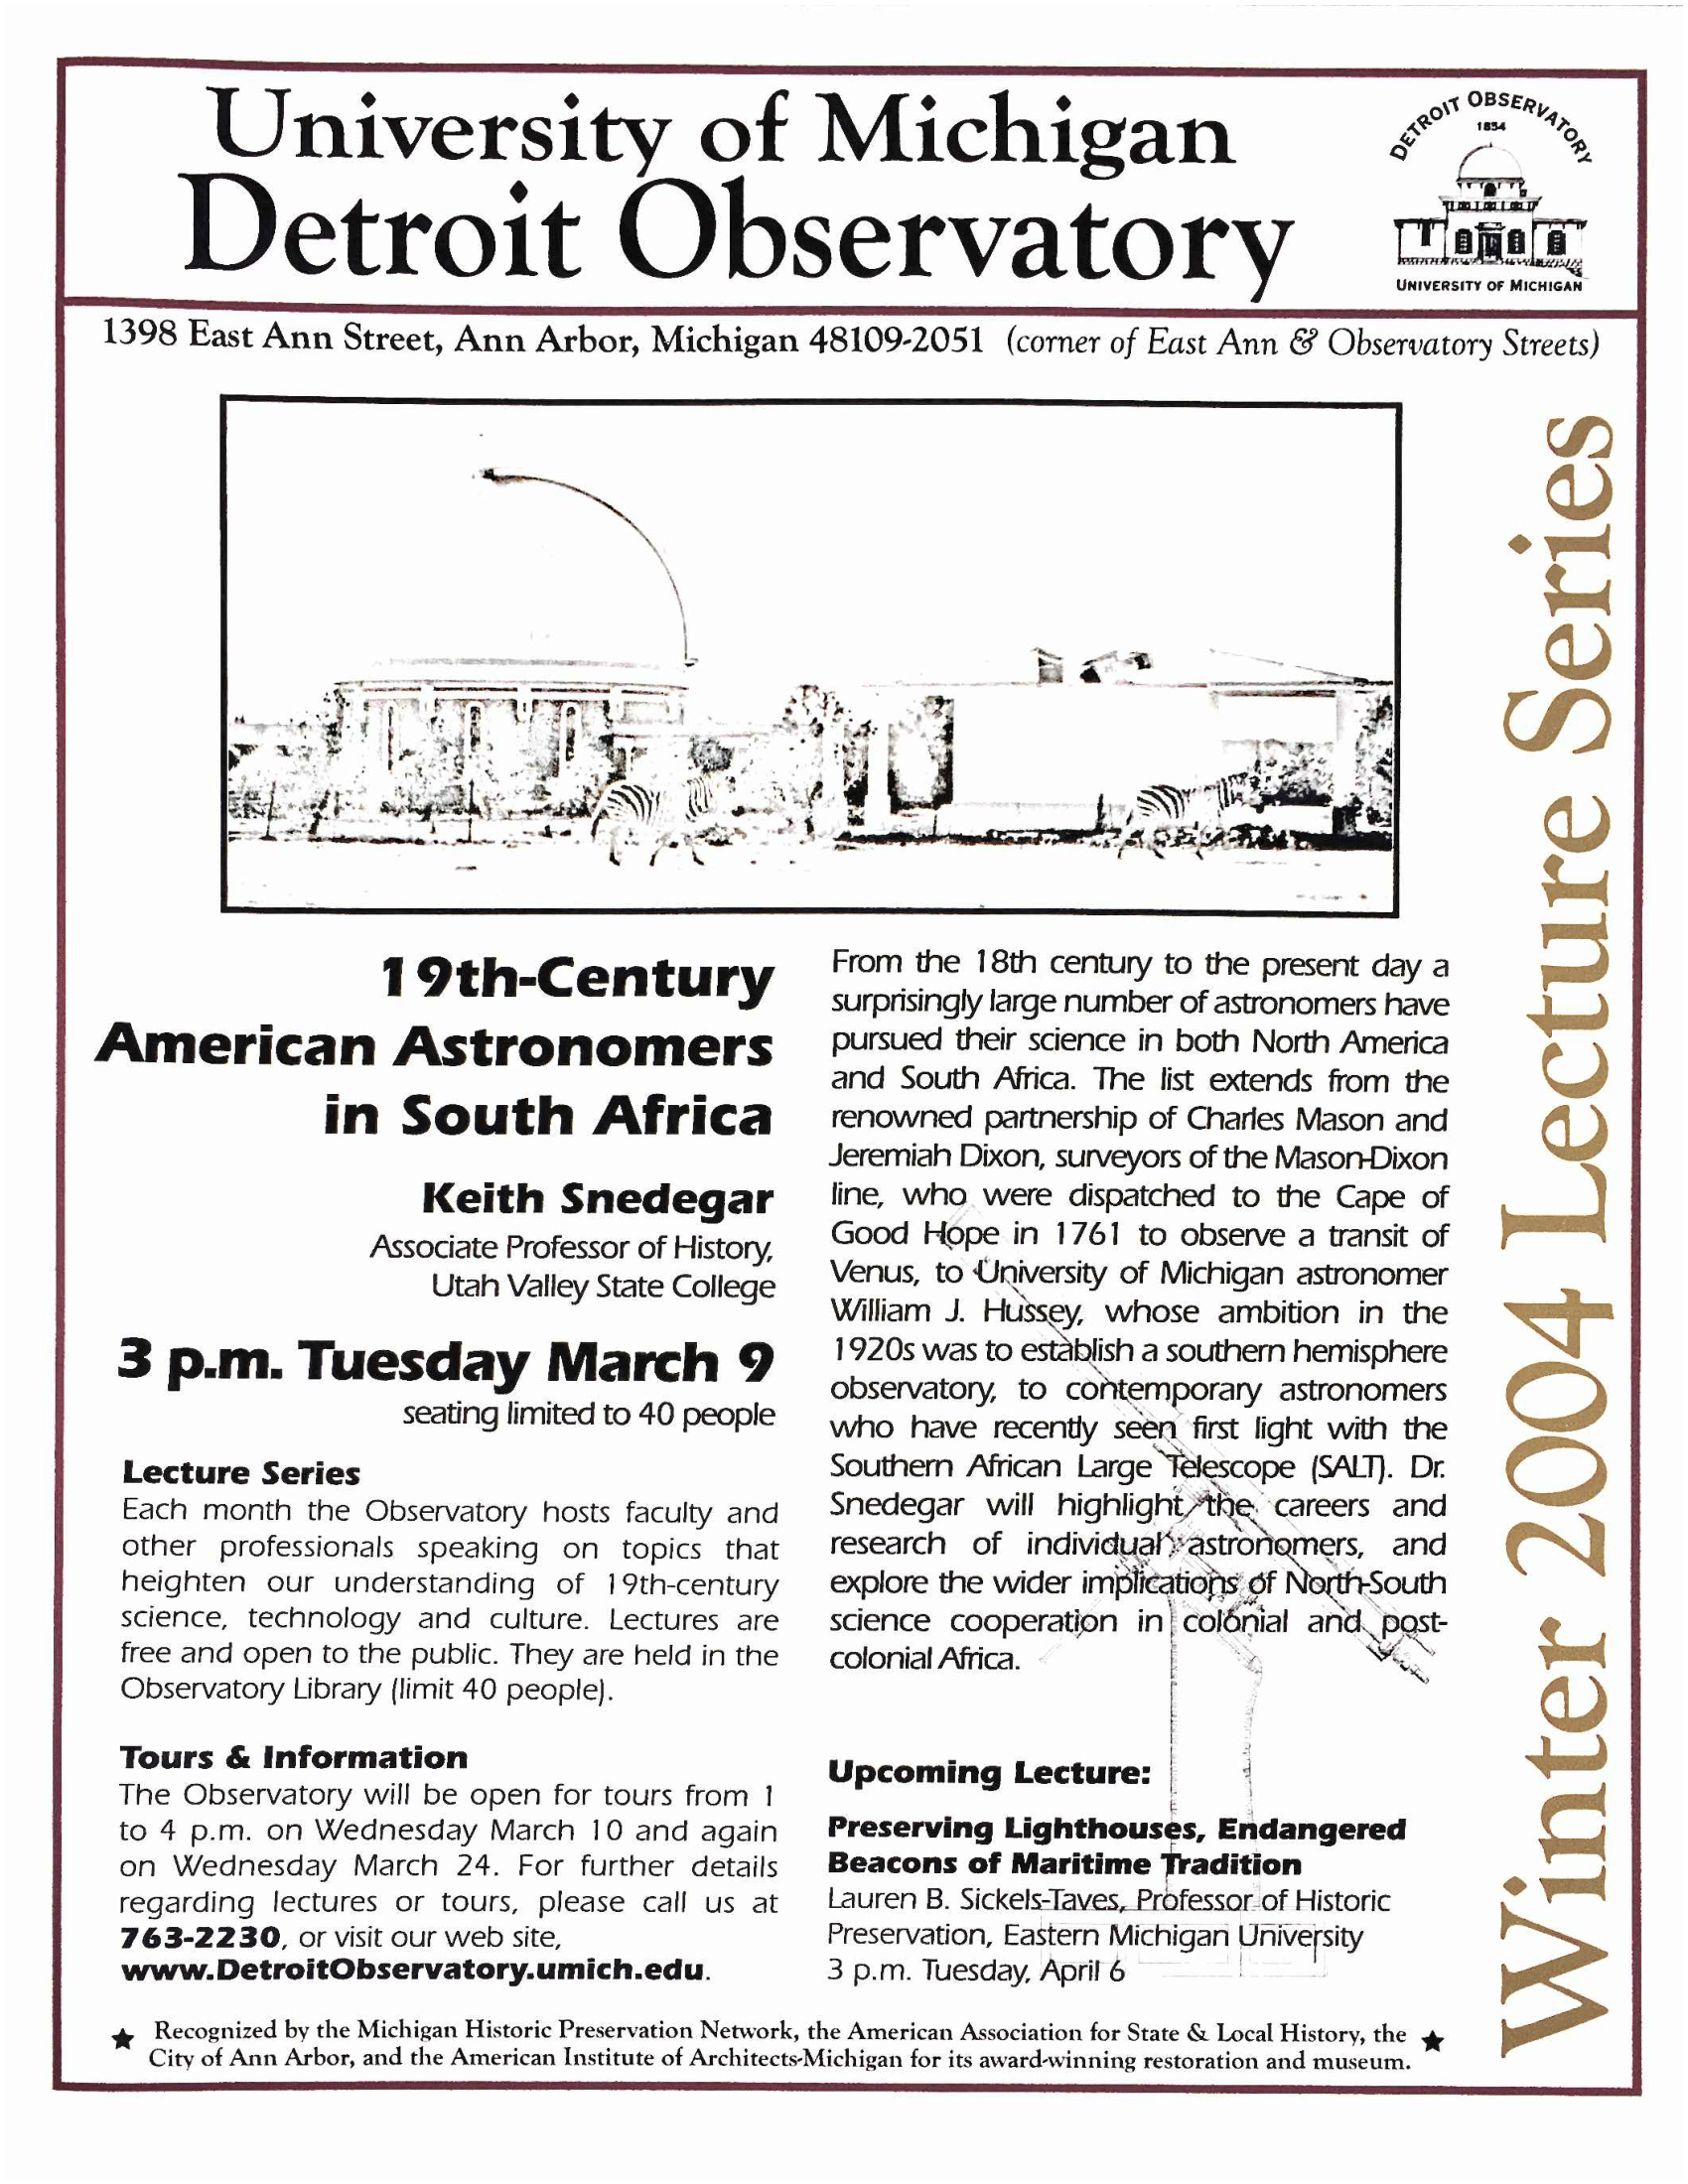 University of Michigan
Detroit Observatory
DETROIT OBSERVATORY
1854
UNIVERSITY OF MICHIGAN
1398 East Ann Street, Ann Arbor, Michigan 48109-2051 (corner of East Ann & Observatory Streets)
Winter 2004 Lecture Series
19th-Century
American Astronomers
in South Africa
Keith Snedegar
Associate Professor of History,
Utah Valley State College
3 p.m. Tuesday March 9
seating limited to 40 people
Lecture Series
Each month the Observatory hosts faculty and
other professionals speaking on topics that
heighten our understanding of 19th-century
science, technology and culture. Lectures are
free and open to the public. They are held in the
Observatory Library (limit 40 people).
Tours & Information
The Observatory will be open for tours from 1
to 4 p.m. on Wednesday March 10 and again
on Wednesday March 24. For further details
regarding lectures or tours, please call us at
763-2230, or visit our web site,
www.DetroitObservatory.umich.edu.
From the 18th century to the present day a
surprisingly large number of astronomers have
pursued their science in both North America
and South Africa. The list extends from the
renowned partnership of Charles Mason and
Jeremiah Dixon, surveyors of the Mason-Dixon
line, who were dispatched to the Cape of
Good Hope in 1761 to observe a transit of
Venus, to University of Michigan astronomer
William J. Hussey, whose ambition in the
1920s was to establish a southern hemisphere
observatory, to contemporary astronomers
who have recently seen first light with the
Southern African Large Telescope (SALT). Dr.
Snedegar will highlight the careers and
research of individual astronomers, and
explore the wider implications of North-South
science cooperation in colonial and post-
colonial Africa.
Upcoming Lecture:
Preserving Lighthouses, Endangered
Beacons of Maritime Tradition
Lauren B. Sickels-Taves, Professor of Historic
Preservation, Eastern Michigan University
3 p.m. Tuesday, April 6
★ Recognized by the Michigan Historic Preservation Network, the American Association for State & Local History, the ★
City of Ann Arbor, and the American Institute of Architects-Michigan for its award-winning restoration and museum.